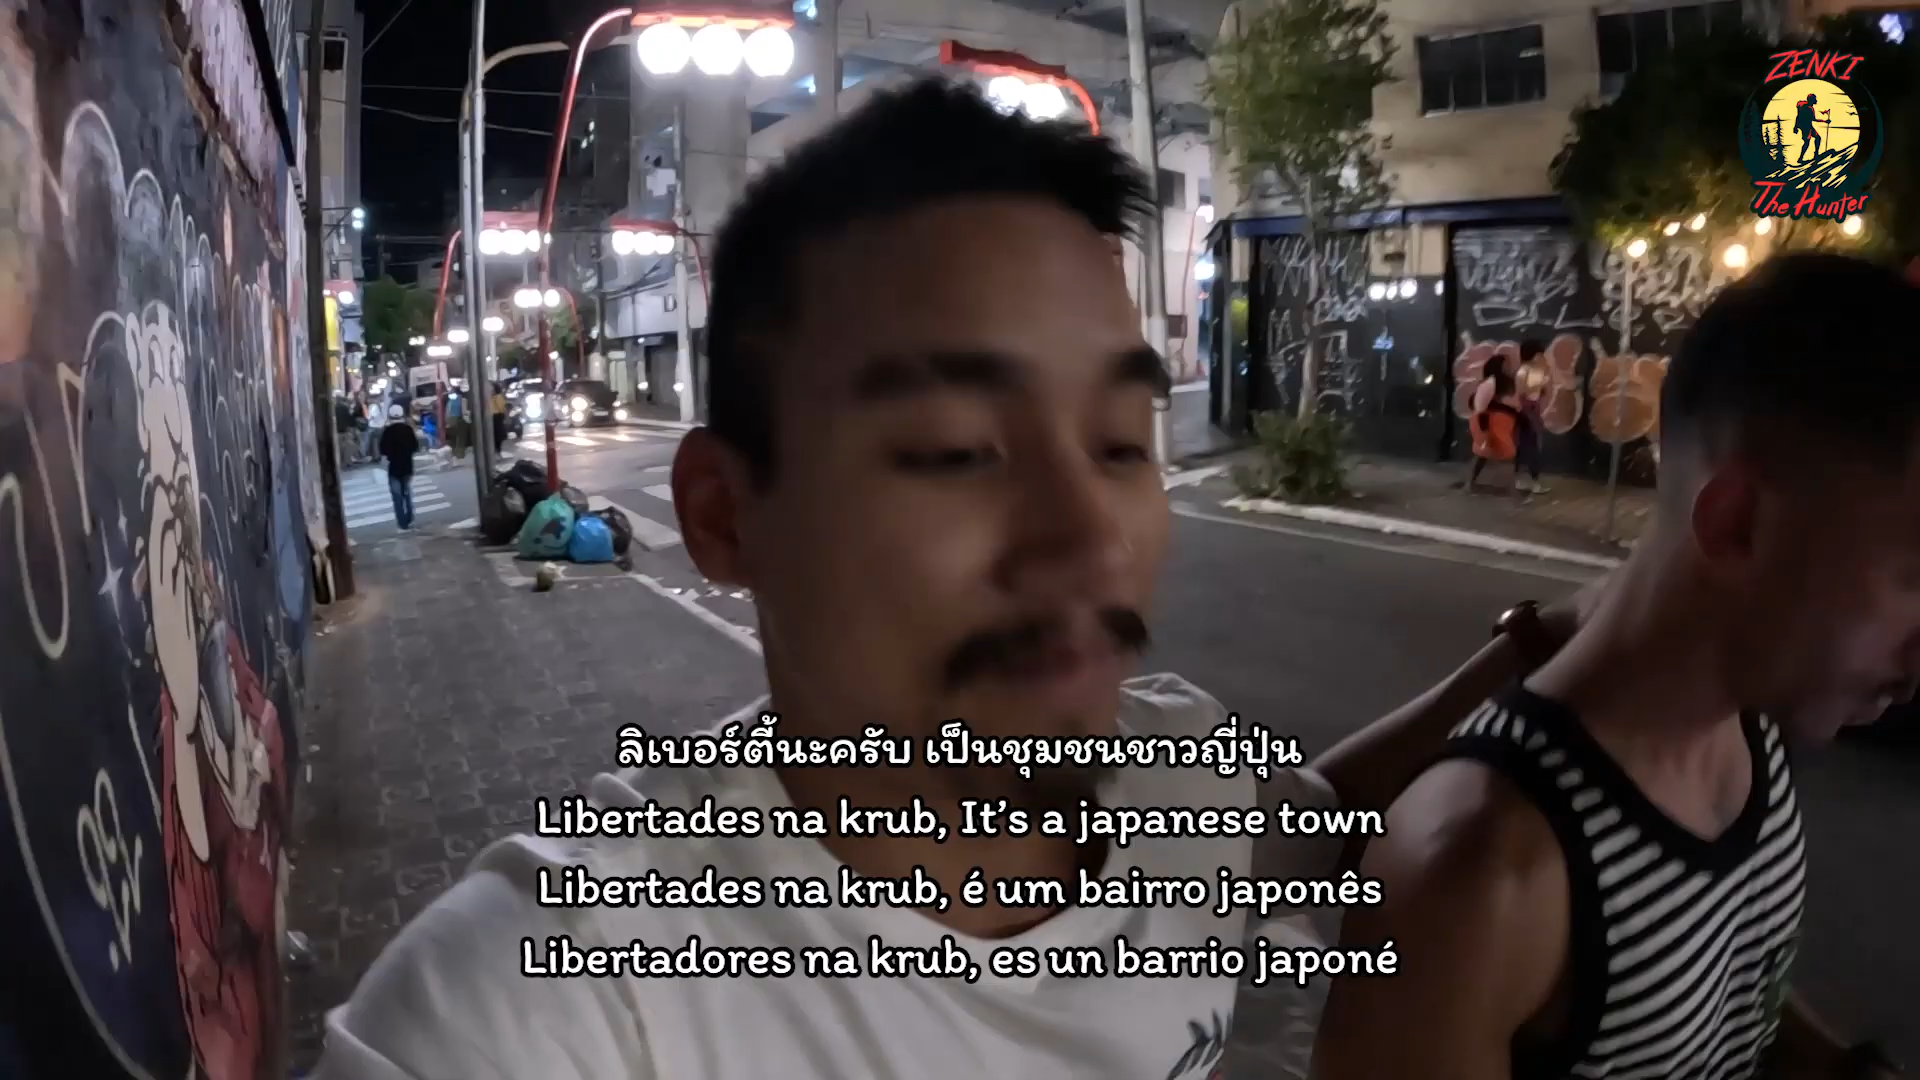 ZENKI
The Hunter
ลิเบอร์ตี้นะครับ เป็นชุมชนชาวญี่ปุ่น
Libertades na krub, It's a japanese town
Libertades na krub, é um bairro japonês
Libertadores na krub, es un barrio japoné